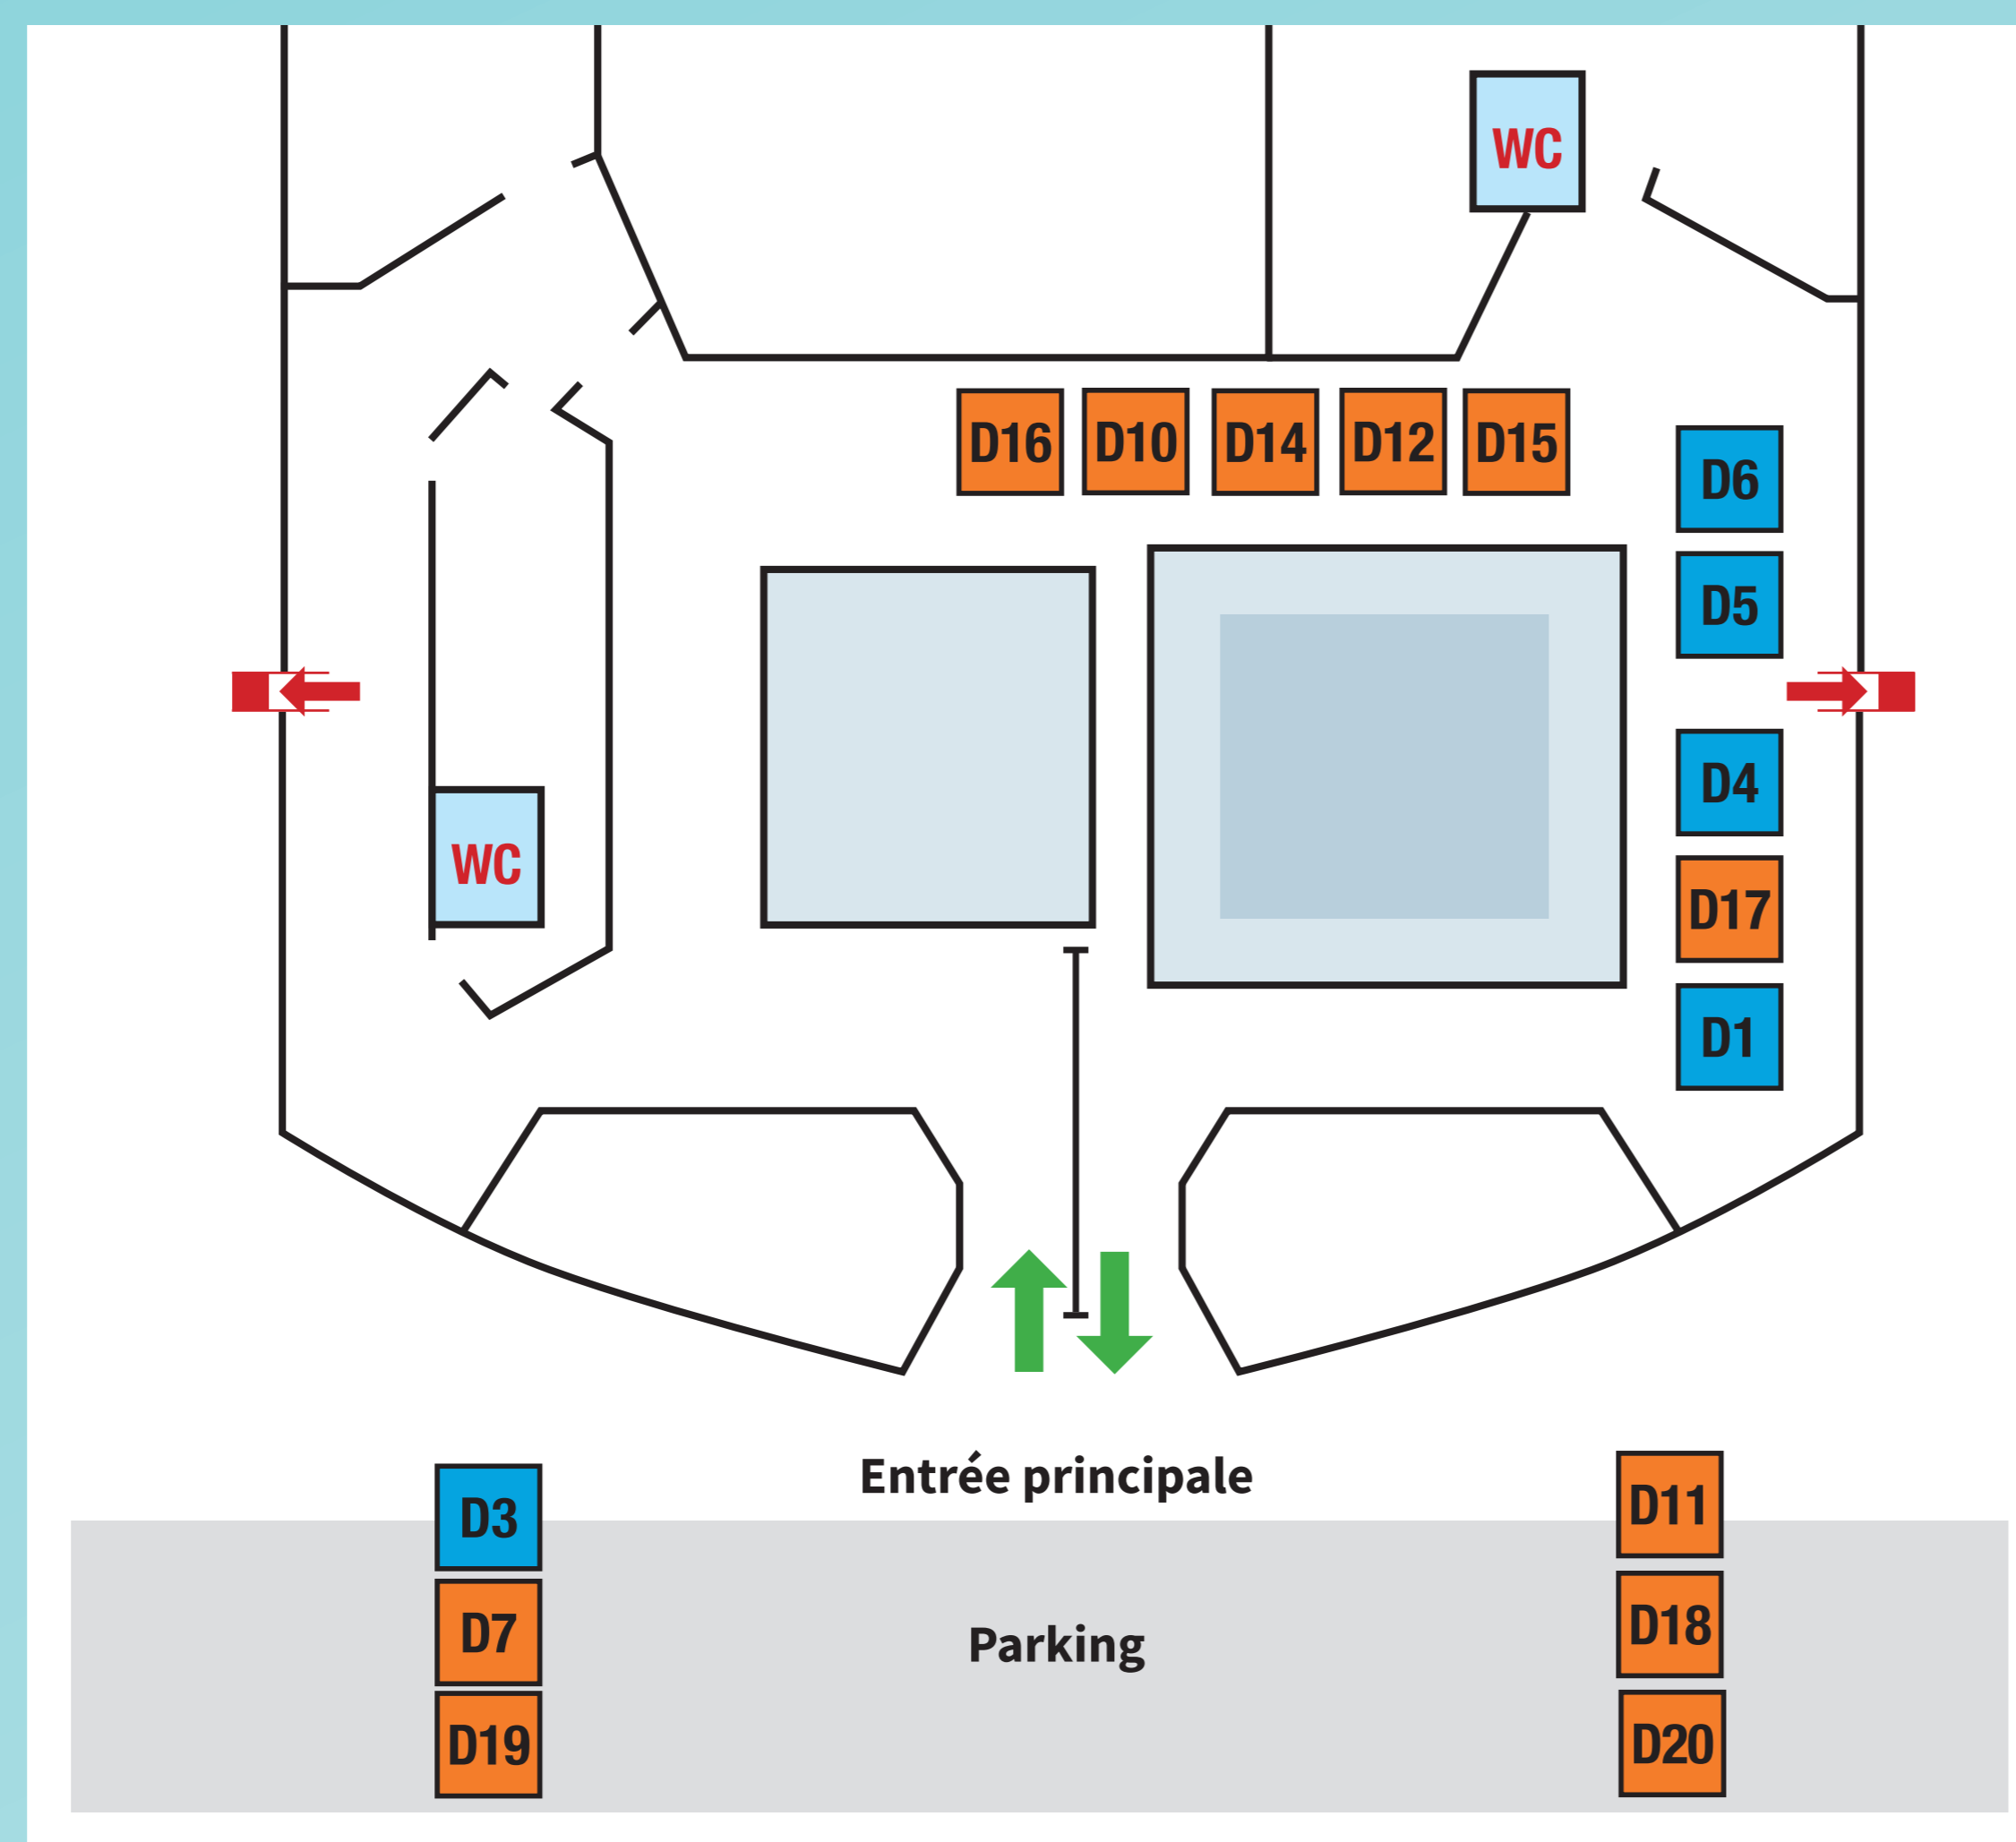 WC
D16 D10 D14 D12 D15
D6
D5
D4
WC
D17
D1
Entrée principale
D3
D11
D7
Parking
D18
D19
D20